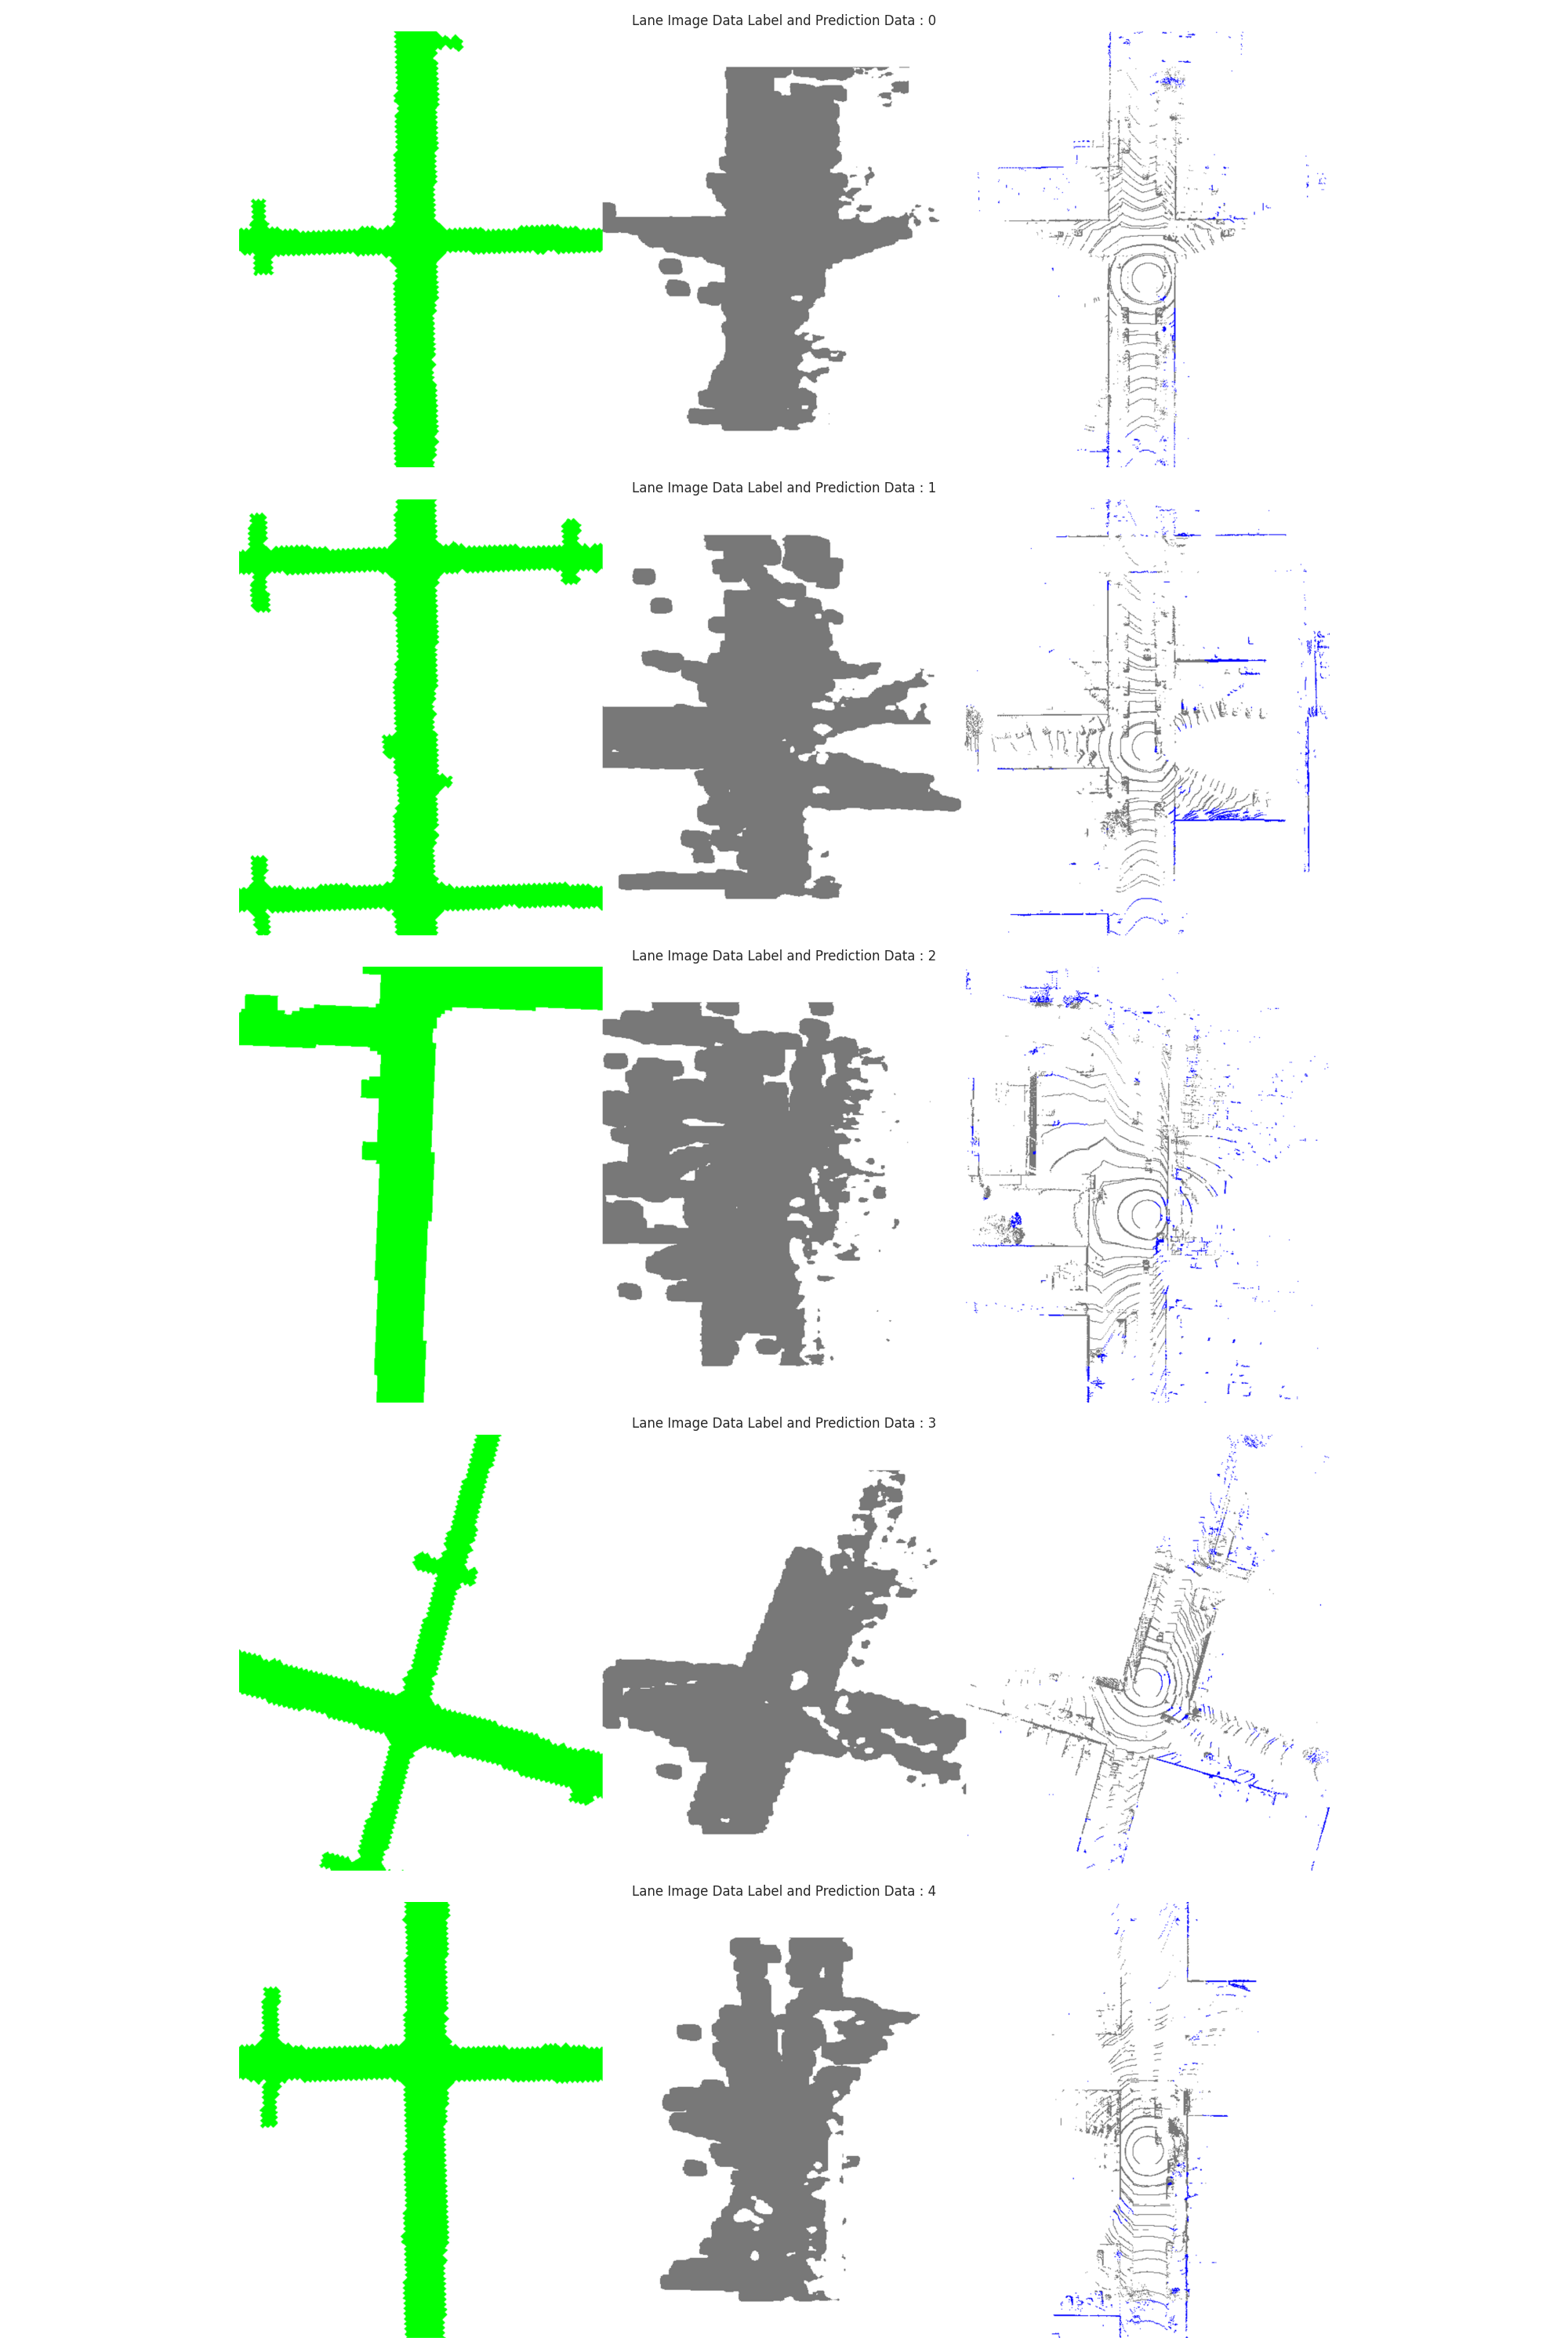 Lane Image Data Label and Prediction Data : 0
Lane Image Data Label and Prediction Data : 1
Lane Image Data Label and Prediction Data : 2
Lane Image Data Label and Prediction Data : 3
Lane Image Data Label and Prediction Data : 4